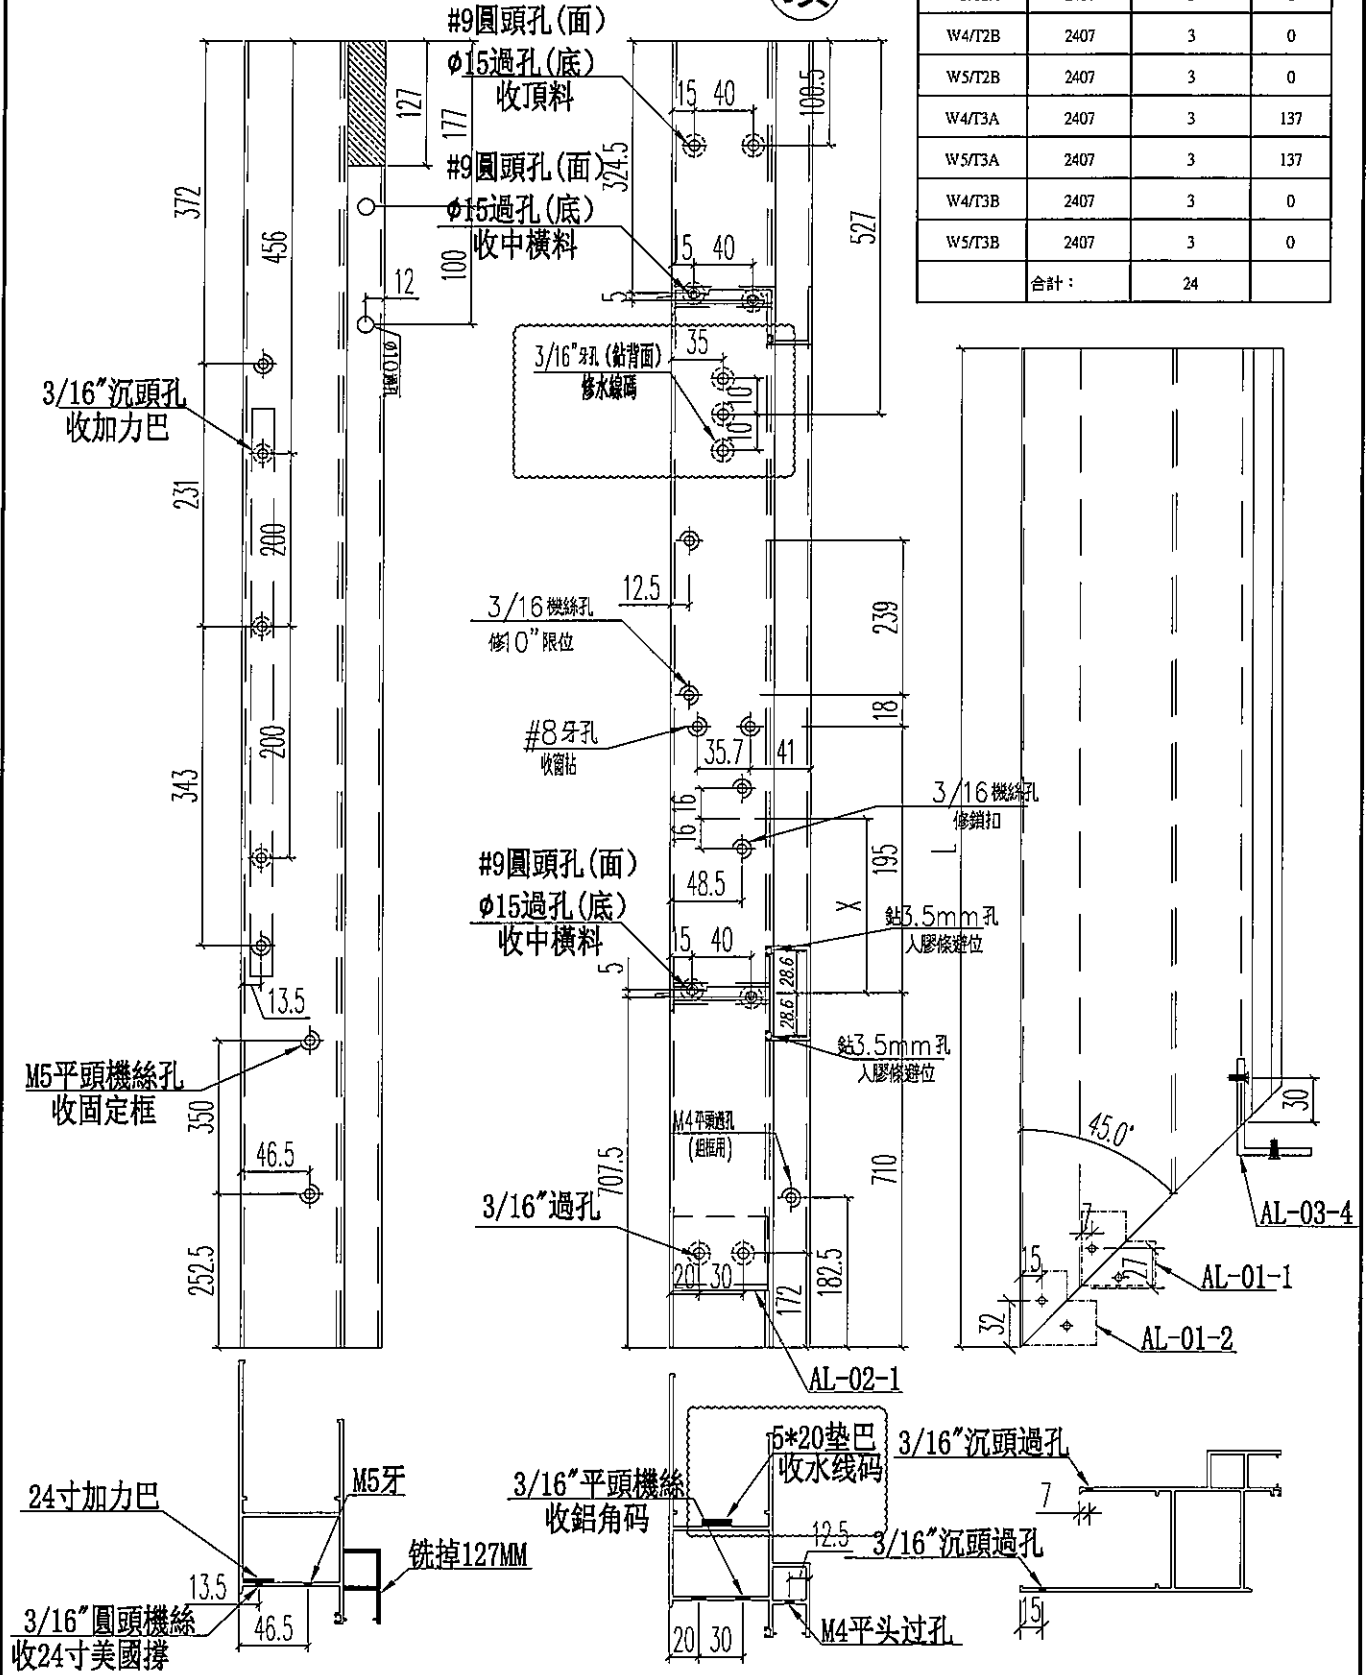 #9圓頭孔(面)
φ15過孔(底)
收頂料
#9圓頭孔(面)
φ15過孔(底)
收中橫料
W4/T2B 2407 3 0
W5/T2B 2407 3 0
W4/T3A 2407 3 137
W5/T3A 2407 3 137
W4/T3B 2407 3 0
W5/T3B 2407 3 0
合計： 24
372
456
127
177
100
12
324.5
15 40
100.5
527
15 40
5
3/16"沉頭孔
收加力巴
3/16"牙孔(鉆背面)
修水線碼
35
10
10
231
200
200
343
13.5
12.5
3/16機絲孔
修10"限位
239
18
#8牙孔
35.7 41
16
16
3/16機絲孔
修鎖扣
48.5
195
X
L
#9圓頭孔(面)
φ15過孔(底)
收中橫料
15 40
5
鉆3.5mm孔
入膠條避位
28.6
28.6
鉆3.5mm孔
入膠條避位
M5平頭機絲孔
收固定框
350
46.5
252.5
M4平頭過孔
(組框用)
707.5
710
3/16"過孔
20 30
172
182.5
AL-02-1
45.0°
30
AL-03-4
7
27
AL-01-1
15
32
AL-01-2
24寸加力巴
M5牙
铣掉127MM
13.5
3/16"圓頭機絲
收24寸美國撐
46.5
5*20垫巴
收水线码
3/16"平頭機絲
收鋁角码
12.5
20 30
M4平头过孔
3/16"沉頭過孔
7
3/16"沉頭過孔
15